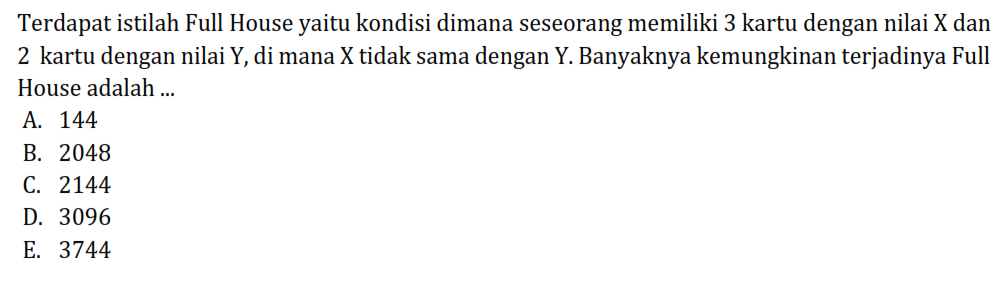 Terdapat istilah Full House yaitu kondisi dimana seseorang memiliki 3 kartu dengan nilai X dan
2 kartu dengan nilai Y, di mana X tidak sama dengan Y. Banyaknya kemungkinan terjadinya Full
House adalah ...
A. 144
B. 2048
C. 2144
D. 3096
E. 3744